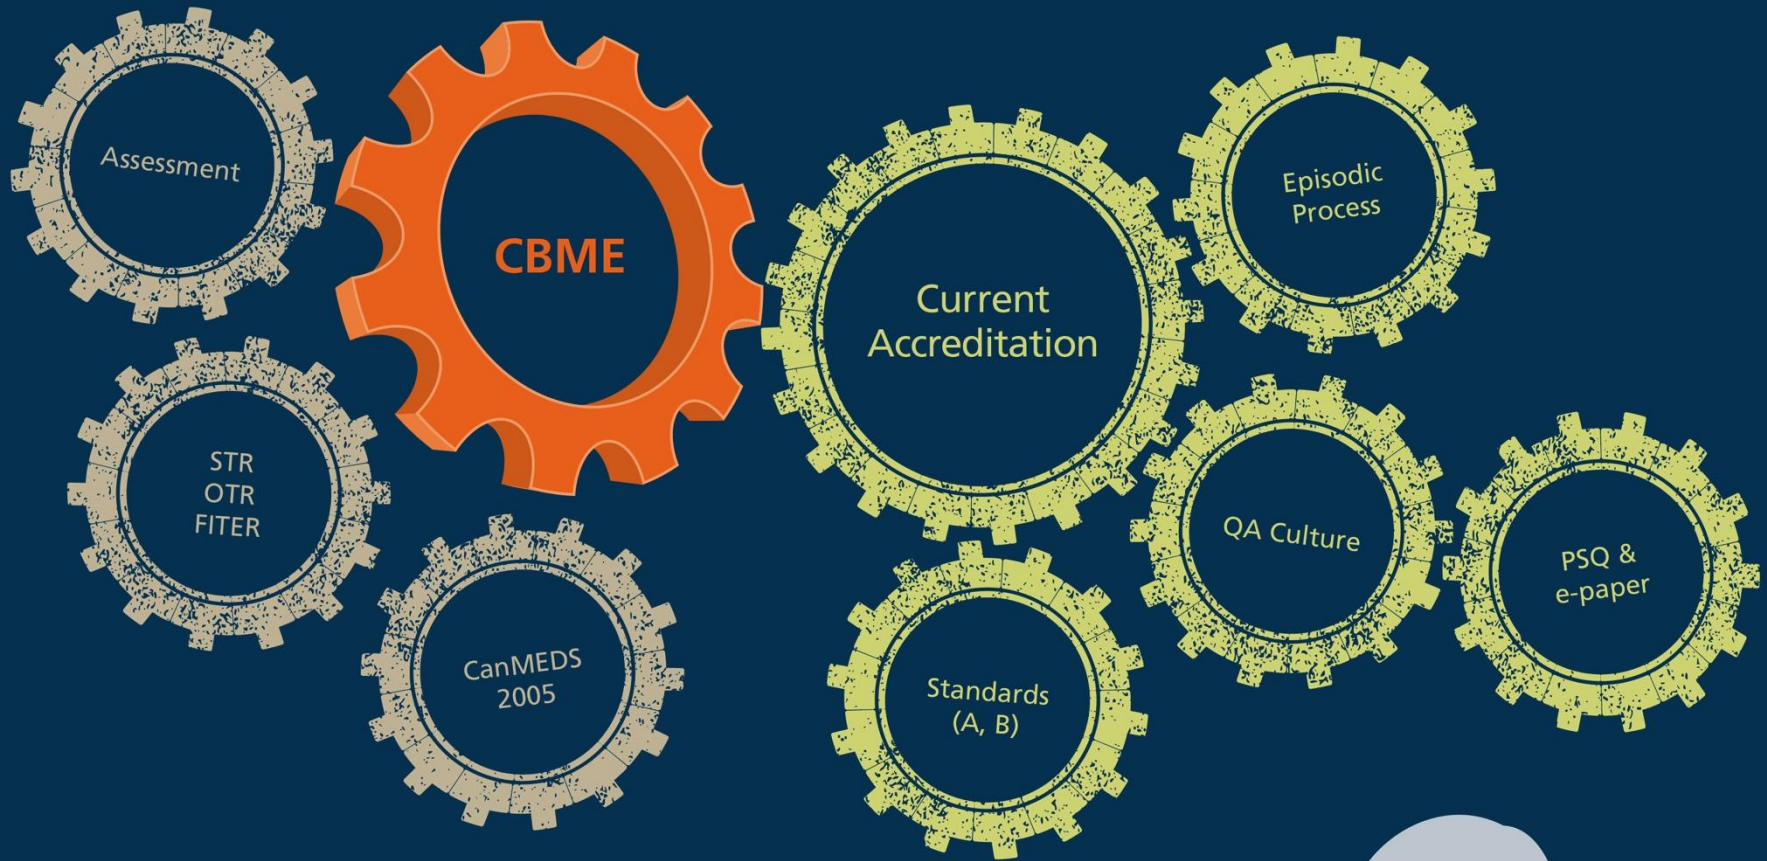 Assessment
CBME
Current
Accreditation
Episodic
Process
STR
OTR
FITER
CanMEDS
2005
Standards
(A, B)
QA Culture
PSQ &
e-paper